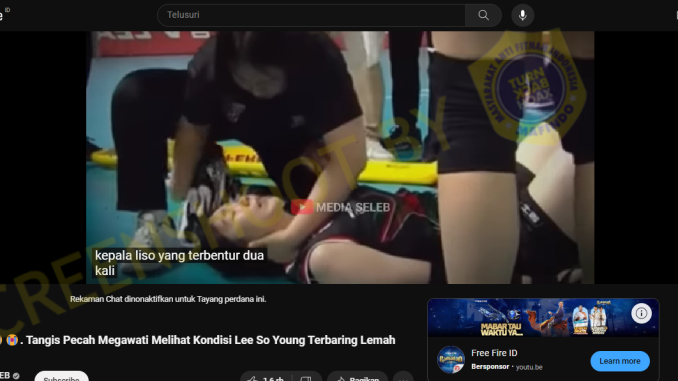 e ID
Telusuri
TURN BACK HOAX
MASYARAKAT ANTI FITNAH INDONESIA
MAFINDO
SCREENSHOT BY
MEDIA SELEB
kepala liso yang terbentur dua
kali
Rekaman Chat dinonaktifkan untuk Tayang perdana ini.
. Tangis Pecah Megawati Melihat Kondisi Lee So Young Terbaring Lemah
MABAR TAU
WAKTU YA...
Free Fire ID
Bersponsor · youtu.be
Learn more
EB
Subscribe
1,6 rb
Bagikan